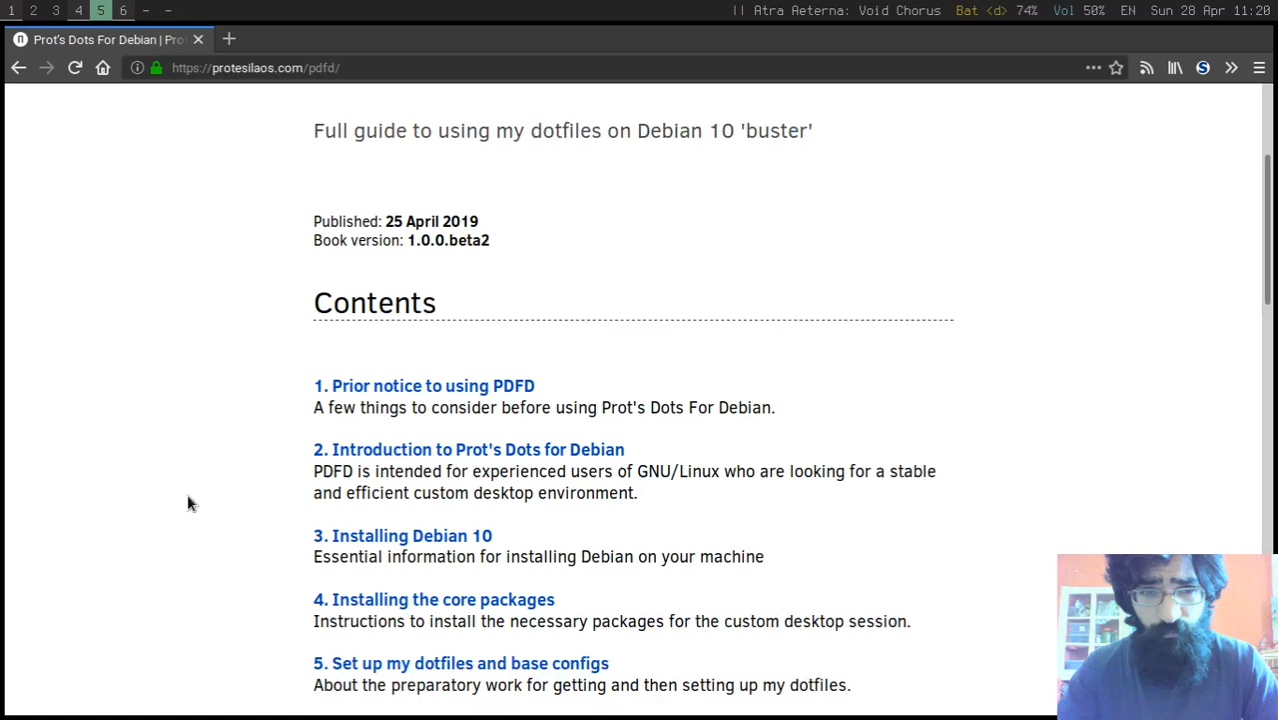 1 2 3 4 5 6 - - || Atra Aeterna: Void Chorus Bat <d> 74% Vol 50% EN Sun 28 Apr 11:20
Prot's Dots For Debian | Prot
https://protesilaos.com/pdfd/
Full guide to using my dotfiles on Debian 10 'buster'
Published: 25 April 2019
Book version: 1.0.0.beta2
Contents
1. Prior notice to using PDFD
A few things to consider before using Prot's Dots For Debian.
2. Introduction to Prot's Dots for Debian
PDFD is intended for experienced users of GNU/Linux who are looking for a stable
and efficient custom desktop environment.
3. Installing Debian 10
Essential information for installing Debian on your machine
4. Installing the core packages
Instructions to install the necessary packages for the custom desktop session.
5. Set up my dotfiles and base configs
About the preparatory work for getting and then setting up my dotfiles.